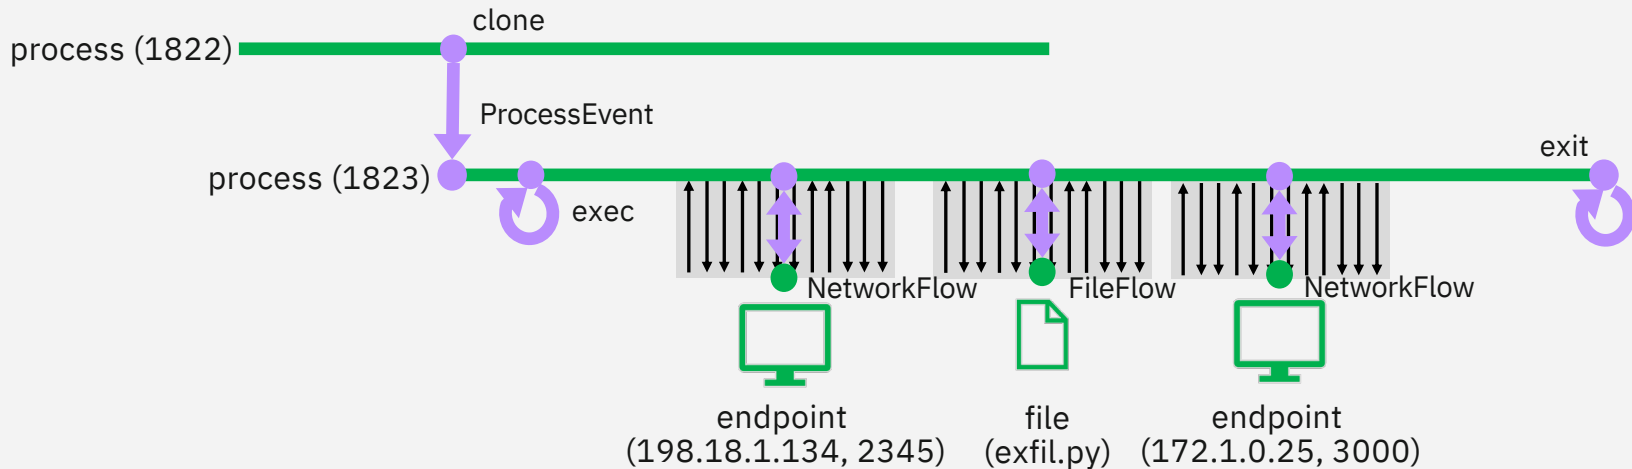 clone
process (1822)
ProcessEvent
exit
process (1823)
exec
NetworkFlow
FileFlow
NetworkFlow
endpoint
(198.18.1.134, 2345)
file
(exfil.py)
endpoint
(172.1.0.25, 3000)